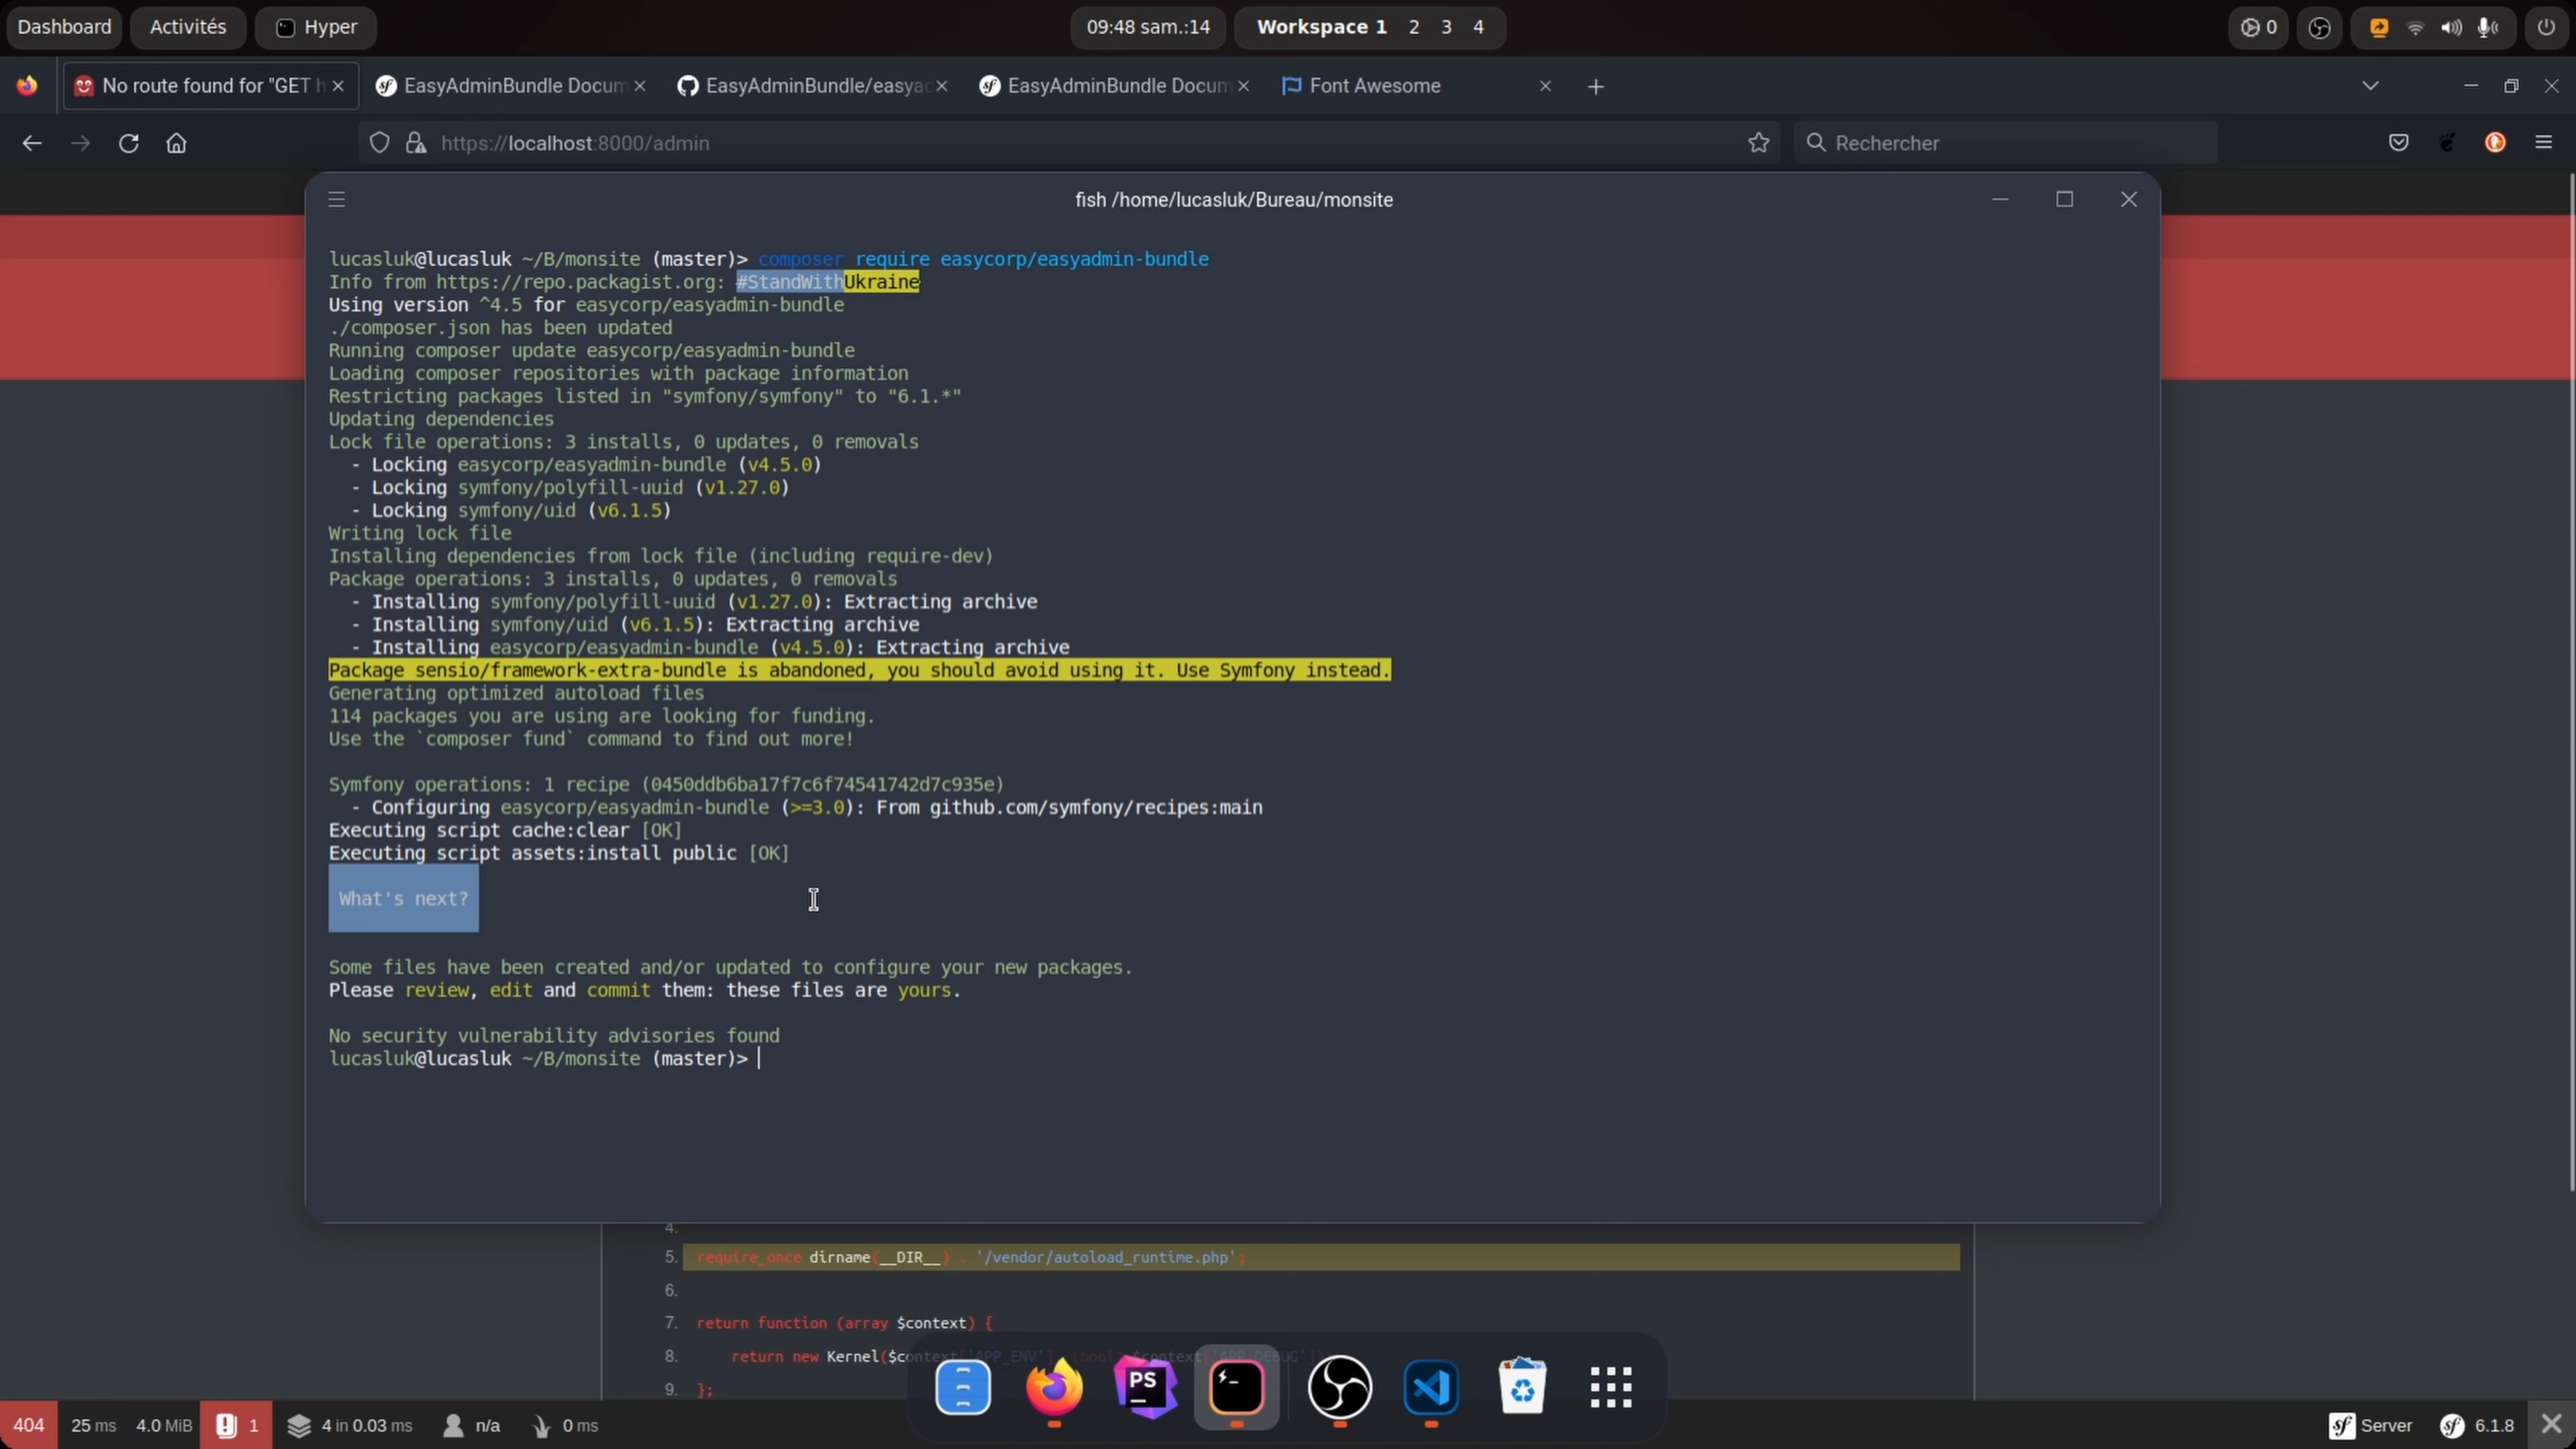 Dashboard Activités Hyper 09:48 sam.:14 Workspace 1 2 3 4 0
No route found for "GET h EasyAdminBundle Docum EasyAdminBundle/easyad EasyAdminBundle Docum Font Awesome
https://localhost:8000/admin Rechercher
fish /home/lucasluk/Bureau/monsite
lucasluk@lucasluk ~/B/monsite (master)> composer require easycorp/easyadmin-bundle
Info from https://repo.packagist.org: #StandWithUkraine
Using version ^4.5 for easycorp/easyadmin-bundle
./composer.json has been updated
Running composer update easycorp/easyadmin-bundle
Loading composer repositories with package information
Restricting packages listed in "symfony/symfony" to "6.1.*"
Updating dependencies
Lock file operations: 3 installs, 0 updates, 0 removals
- Locking easycorp/easyadmin-bundle (v4.5.0)
- Locking symfony/polyfill-uuid (v1.27.0)
- Locking symfony/uid (v6.1.5)
Writing lock file
Installing dependencies from lock file (including require-dev)
Package operations: 3 installs, 0 updates, 0 removals
- Installing symfony/polyfill-uuid (v1.27.0): Extracting archive
- Installing symfony/uid (v6.1.5): Extracting archive
- Installing easycorp/easyadmin-bundle (v4.5.0): Extracting archive
Package sensio/framework-extra-bundle is abandoned, you should avoid using it. Use Symfony instead.
Generating optimized autoload files
114 packages you are using are looking for funding.
Use the `composer fund` command to find out more!
Symfony operations: 1 recipe (0450ddb6ba17f7c6f74541742d7c935e)
- Configuring easycorp/easyadmin-bundle (>=3.0): From github.com/symfony/recipes:main
Executing script cache:clear [OK]
Executing script assets:install public [OK]
What's next?
Some files have been created and/or updated to configure your new packages.
Please review, edit and commit them: these files are yours.
No security vulnerability advisories found
lucasluk@lucasluk ~/B/monsite (master)>
4.
5. require_once dirname(__DIR__) . '/vendor/autoload_runtime.php';
6.
7. return function (array $context) {
8. return new Kernel($context['APP_ENV'], (bool) $context['APP_DEBUG']);
9. };
PS
404 25 ms 4.0 MiB 1 4 in 0.03 ms n/a 0 ms Server 6.1.8